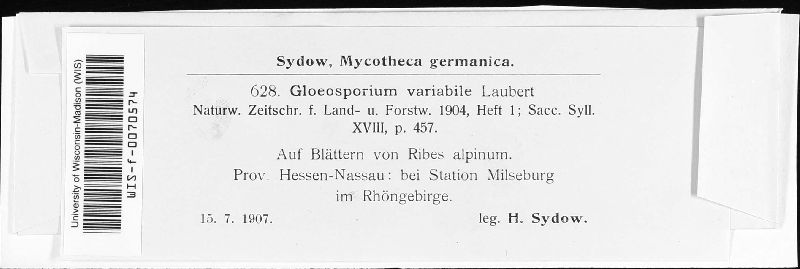 University of Wisconsin-Madison (WIS)
WIS-f-0070574
Sydow, Mycotheca germanica.
628. Gloeosporium variabile Laubert
Naturw. Zeitschr. f. Land- u. Forstw. 1904, Heft 1; Sacc. Syll.
XVIII, p. 457.
Auf Blättern von Ribes alpinum.
Prov. Hessen-Nassau: bei Station Milseburg
im Rhöngebirge.
15. 7. 1907. leg. H. Sydow.